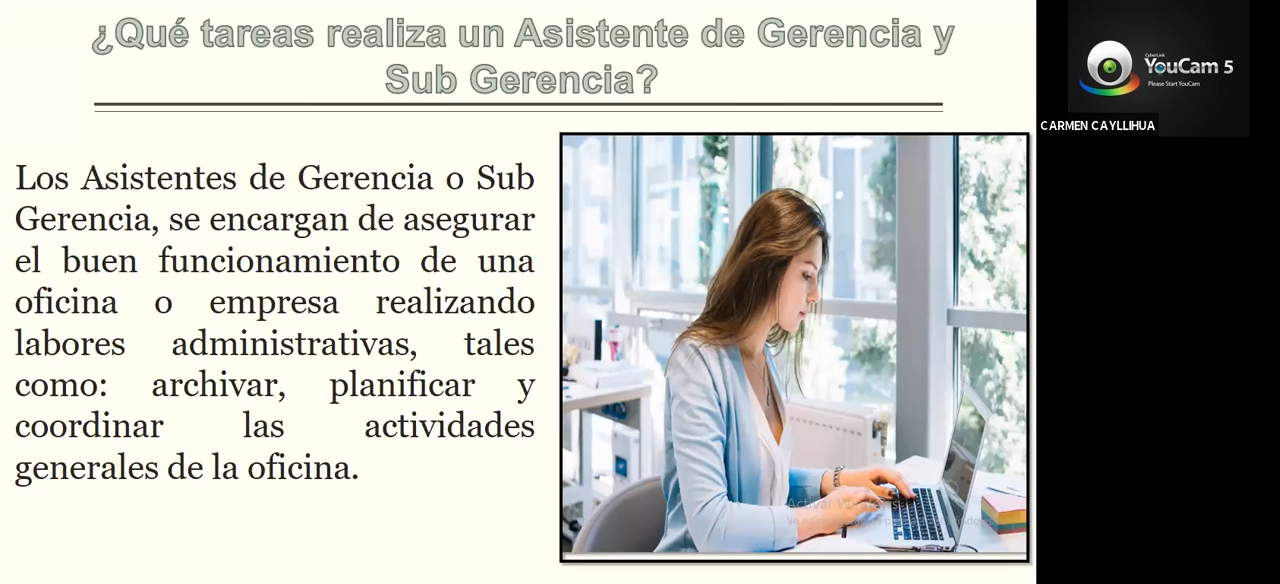 ¿Qué tareas realiza un Asistente de Gerencia y
Sub Gerencia?
Los Asistentes de Gerencia o Sub
Gerencia, se encargan de asegurar
el buen funcionamiento de una
oficina o empresa realizando
labores administrativas, tales
como: archivar, planificar y
coordinar las actividades
generales de la oficina.
CyberLink
YouCam 5
Please Start YouCam
CARMEN CAYLLIHUA
Activar